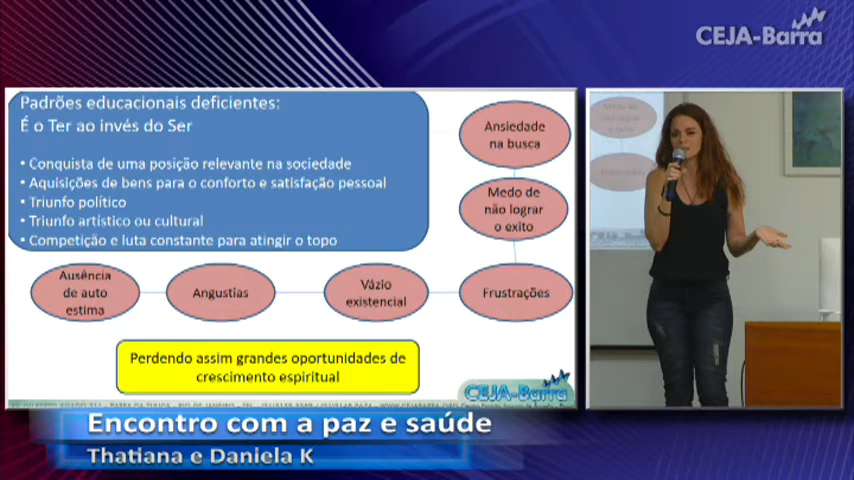 CEJA-Barra
Padrões educacionais deficientes:
É o Ter ao invés do Ser
• Conquista de uma posição relevante na sociedade
• Aquisições de bens para o conforto e satisfação pessoal
• Triunfo político
• Triunfo artístico ou cultural
• Competição e luta constante para atingir o topo
Ansiedade
na busca
Medo de
não lograr
o exito
Ausência
de auto
estima
Angustias
Vázio
existencial
Frustrações
Perdendo assim grandes oportunidades de
crescimento espiritual
CEJA-Barra
Encontro com a paz e saúde
Thatiana e Daniela K